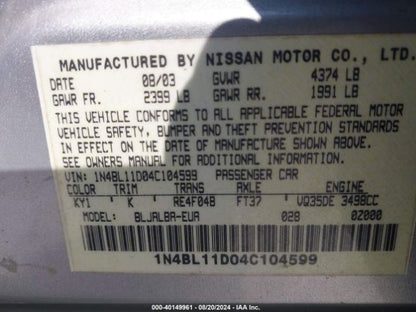 MANUFACTURED BY NISSAN MOTOR CO., LTD.
DATE 08/03 GVWR 4374 LB
GAWR FR. 2399 LB GAWR RR. 1991 LB
THIS VEHICLE CONFORMS TO ALL APPLICABLE FEDERAL MOTOR
VEHICLE SAFETY, BUMPER AND THEFT PREVENTION STANDARDS
IN EFFECT ON THE DATE OF MANUFACTURE SHOWN ABOVE.
SEE OWNERS MANUAL FOR ADDITIONAL INFORMATION.
VIN: 1N4BL11D04C104599 PASSENGER CAR
COLOR TRIM TRANS AXLE ENGINE
KY1 K RE4F04B FT37 VQ35DE 3498CC
MODEL: BLJALBA-EUA 02B 0Z000
1N4BL11D04C104599
000-40149961 - 08/20/2024 - COPYRIGHT IAA